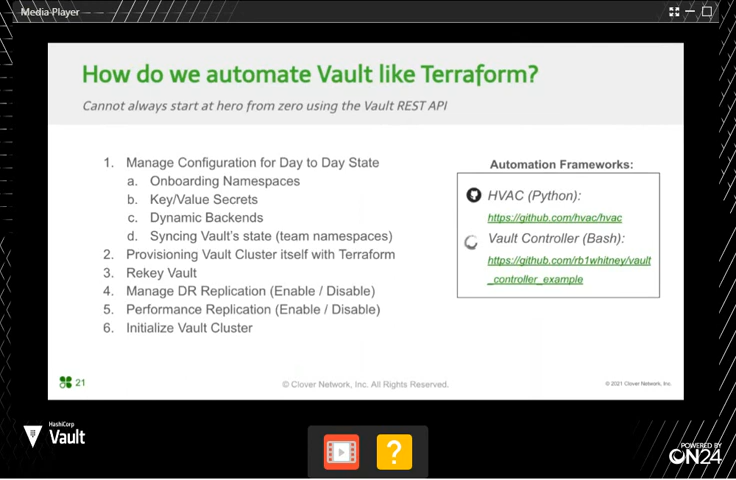 Media Player
How do we automate Vault like Terraform?
Cannot always start at hero from zero using the Vault REST API
1. Manage Configuration for Day to Day State
a. Onboarding Namespaces
b. Key/Value Secrets
c. Dynamic Backends
d. Syncing Vault's state (team namespaces)
2. Provisioning Vault Cluster itself with Terraform
3. Rekey Vault
4. Manage DR Replication (Enable / Disable)
5. Performance Replication (Enable / Disable)
6. Initialize Vault Cluster
Automation Frameworks:
HVAC (Python):
https://github.com/hvac/hvac
Vault Controller (Bash):
https://github.com/rb1whitney/vault
_controller_example
21
© Clover Network, Inc. All Rights Reserved.
© 2021 Clover Network, Inc.
HashiCorp
Vault
?
POWERED BY
ON24